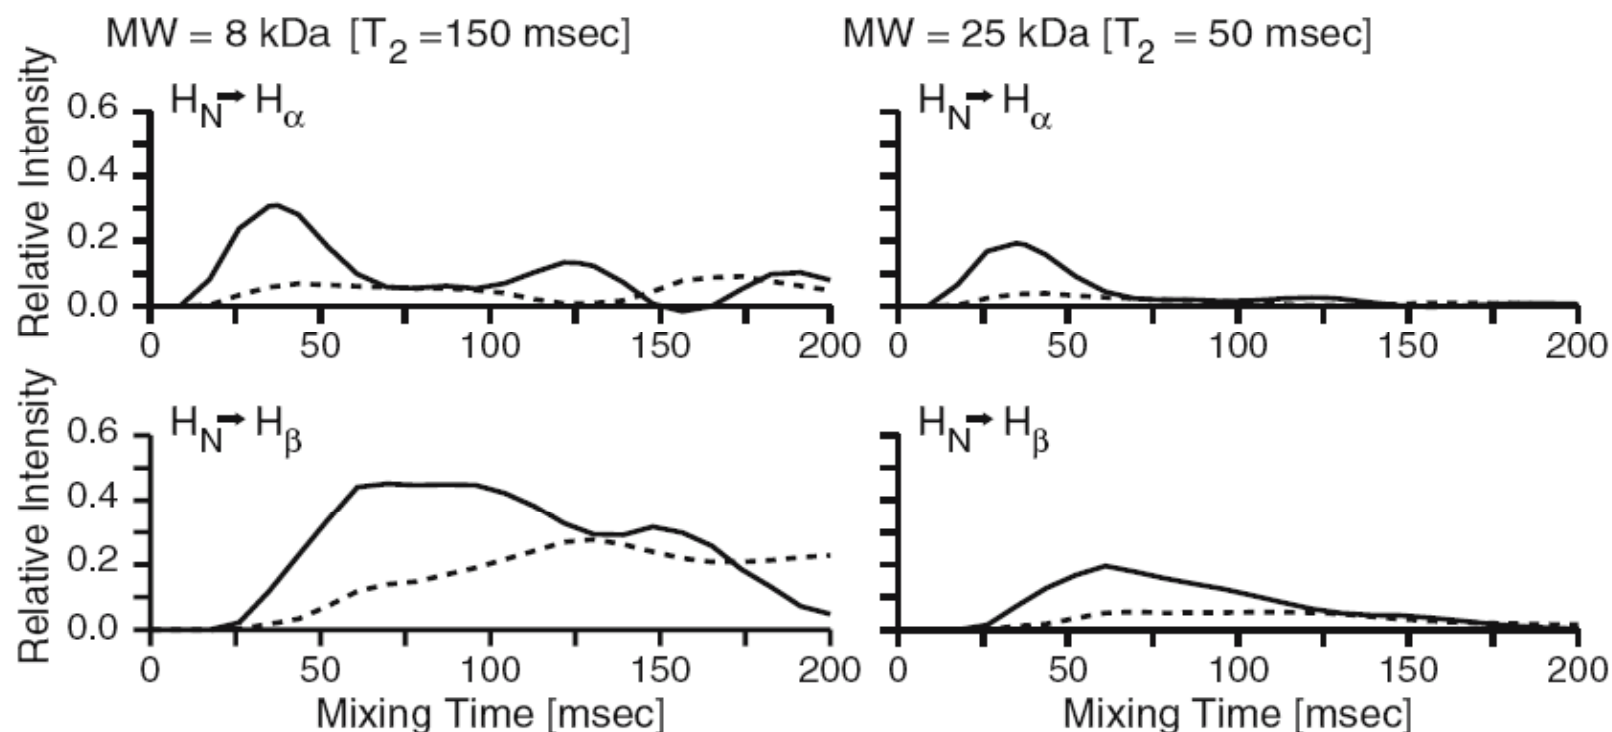 MW = 8 kDa [T2 =150 msec]
MW = 25 kDa [T2 = 50 msec]
Relative Intensity
HN→Hα
0.6
0.4
0.2
0.0
0 50 100 150 200
HN→Hα
0 50 100 150 200
Relative Intensity
HN→Hβ
0.6
0.4
0.2
0.0
0 50 100 150 200
Mixing Time [msec]
HN→Hβ
0 50 100 150 200
Mixing Time [msec]